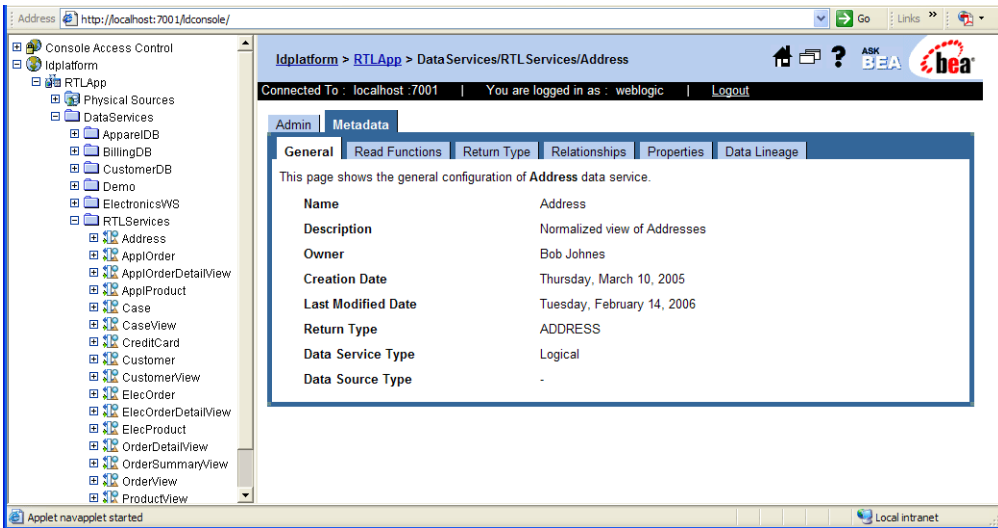 Address http://localhost:7001/ldconsole/ Go Links »
Console Access Control
ldplatform
RTLApp
Physical Sources
DataServices
ApparelDB
BillingDB
CustomerDB
Demo
ElectronicsWS
RTLServices
Address
ApplOrder
ApplOrderDetailView
ApplProduct
Case
CaseView
CreditCard
Customer
CustomerView
ElecOrder
ElecOrderDetailView
ElecProduct
OrderDetailView
OrderSummaryView
OrderView
ProductView
ldplatform > RTLApp > DataServices/RTLServices/Address ? ASK BEA bea
Connected To : localhost :7001 | You are logged in as : weblogic | Logout
Admin Metadata
General Read Functions Return Type Relationships Properties Data Lineage
This page shows the general configuration of Address data service.
Name Address
Description Normalized view of Addresses
Owner Bob Johnes
Creation Date Thursday, March 10, 2005
Last Modified Date Tuesday, February 14, 2006
Return Type ADDRESS
Data Service Type Logical
Data Source Type -
Applet navapplet started Local intranet